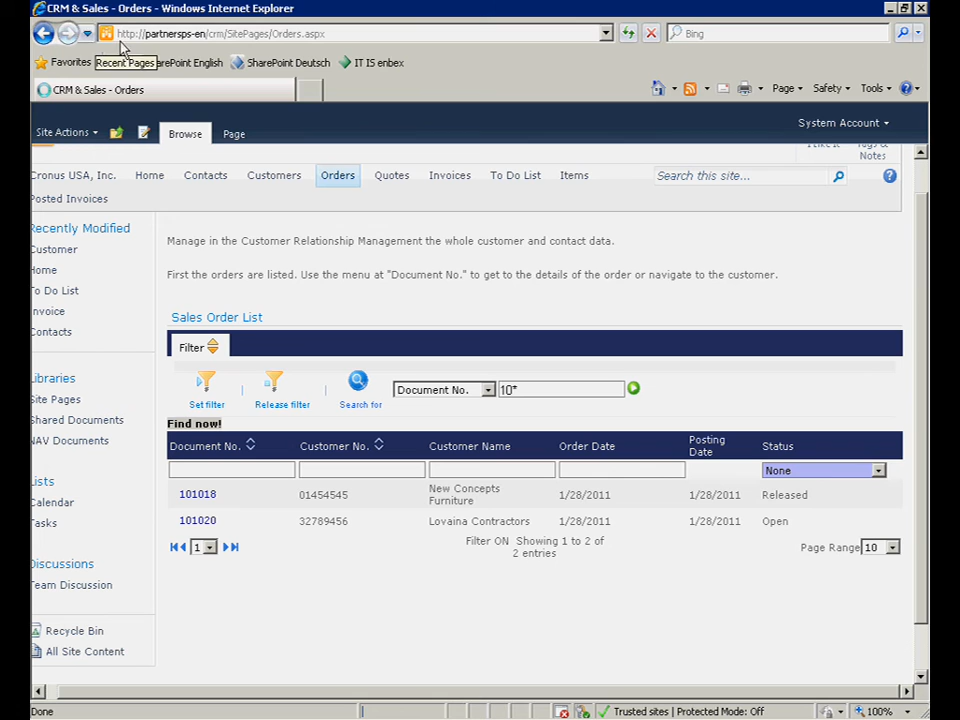 CRM & Sales - Orders - Windows Internet Explorer
http://partnersps-en/crm/SitePages/Orders.aspx
Bing
Favorites
Recent Pages
arePoint English
SharePoint Deutsch
IT IS enbex
CRM & Sales - Orders
Page
Safety
Tools
Site Actions
Browse
Page
System Account
I Like It
Tags &
Notes
Cronus USA, Inc.
Home
Contacts
Customers
Orders
Quotes
Invoices
To Do List
Items
Search this site...
Posted Invoices
Recently Modified
Customer
Home
To Do List
Invoice
Contacts
Libraries
Site Pages
Shared Documents
NAV Documents
Lists
Calendar
Tasks
Discussions
Team Discussion
Recycle Bin
All Site Content
Manage in the Customer Relationship Management the whole customer and contact data.
First the orders are listed. Use the menu at "Document No." to get to the details of the order or navigate to the customer.
Sales Order List
Filter
Set filter
Release filter
Search for
Document No.
10*
Find now!
Document No. Customer No. Customer Name Order Date Posting Date Status
None
101018 01454545 New Concepts Furniture 1/28/2011 1/28/2011 Released
101020 32789456 Lovaina Contractors 1/28/2011 1/28/2011 Open
1
Filter ON Showing 1 to 2 of
2 entries
Page Range 10
Done
Trusted sites | Protected Mode: Off
100%